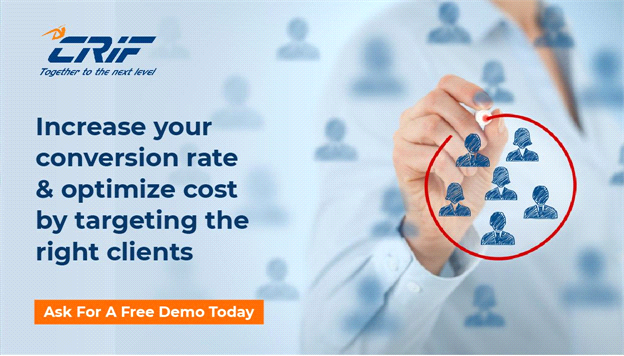 CRIF
Together to the next level
Increase your
conversion rate
& optimize cost
by targeting the
right clients
Ask For A Free Demo Today